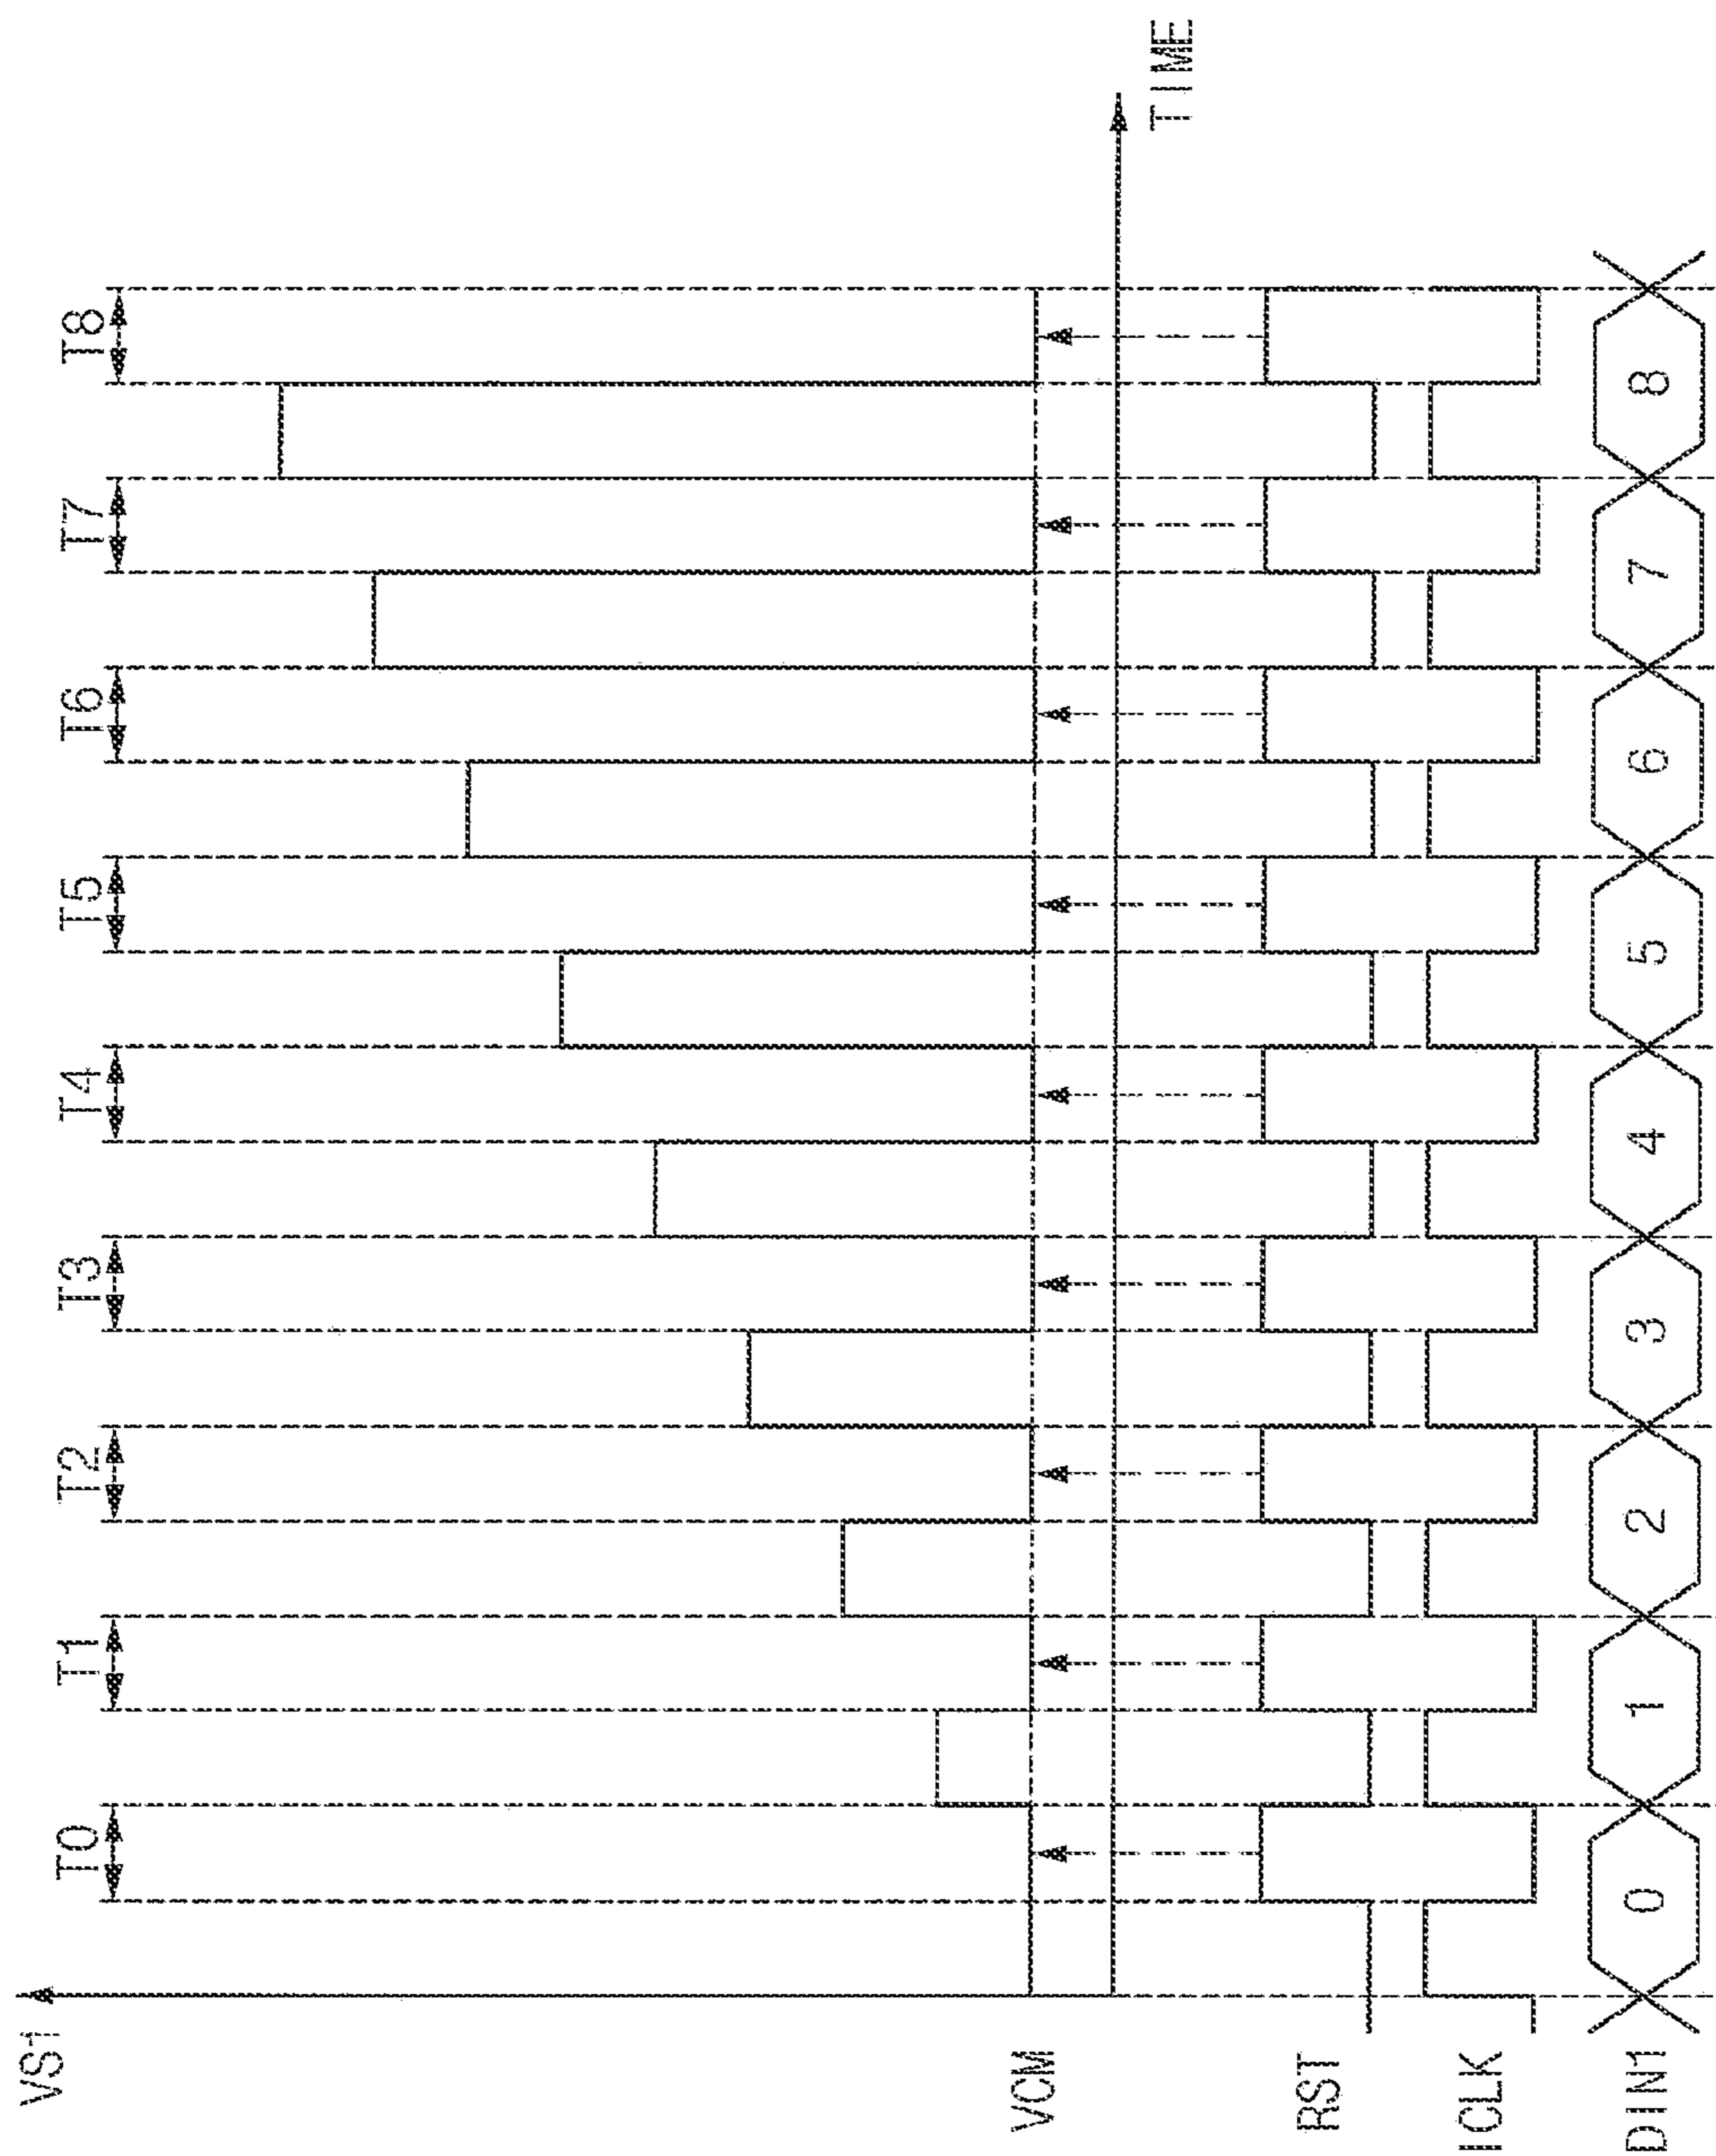 VS1
T0 T1 T2 T3 T4 T5 T6 T7 T8
VCM
TIME
RST
ICLK
DIN1 0 1 2 3 4 5 6 7 8